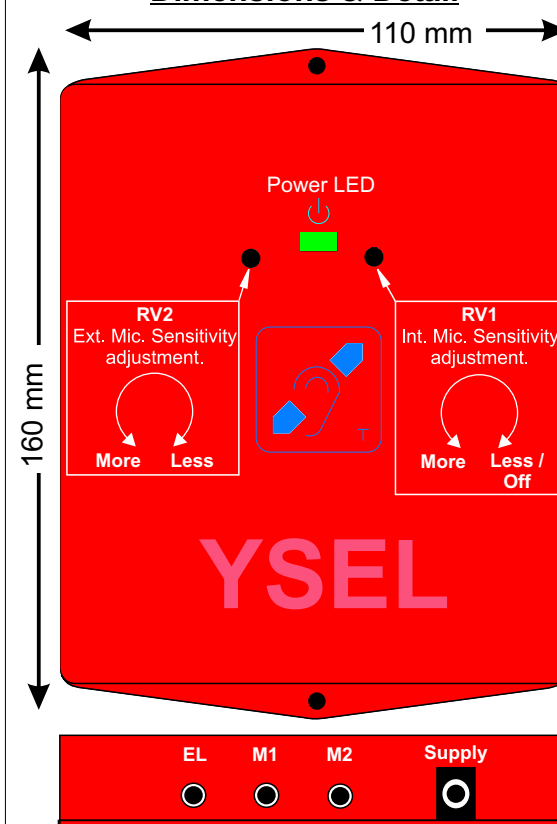 Dimensions & Detail
110 mm
160 mm
Power LED
RV2
Ext. Mic. Sensitivity
adjustment.
More Less
RV1
Int. Mic. Sensitivity
adjustment.
More Less /
Off
T
YSEL
EL M1 M2 Supply